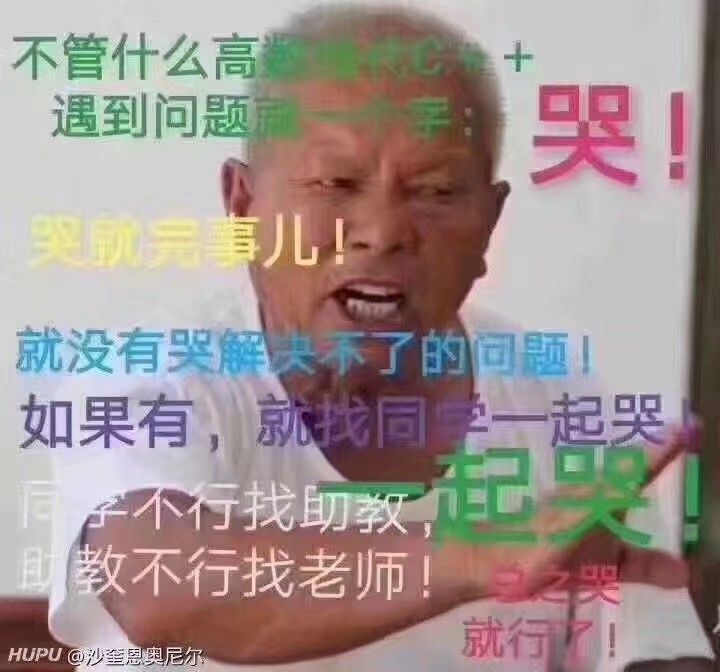 不管什么高数线代C++
遇到问题就一个字：
哭！
哭就完事儿！
就没有哭解决不了的问题！
如果有，就找同学一起哭！
一起哭！
同学不行找助教，
助教不行找老师！
总之哭
就行了！
HUPU @沙奎恩奥尼尔